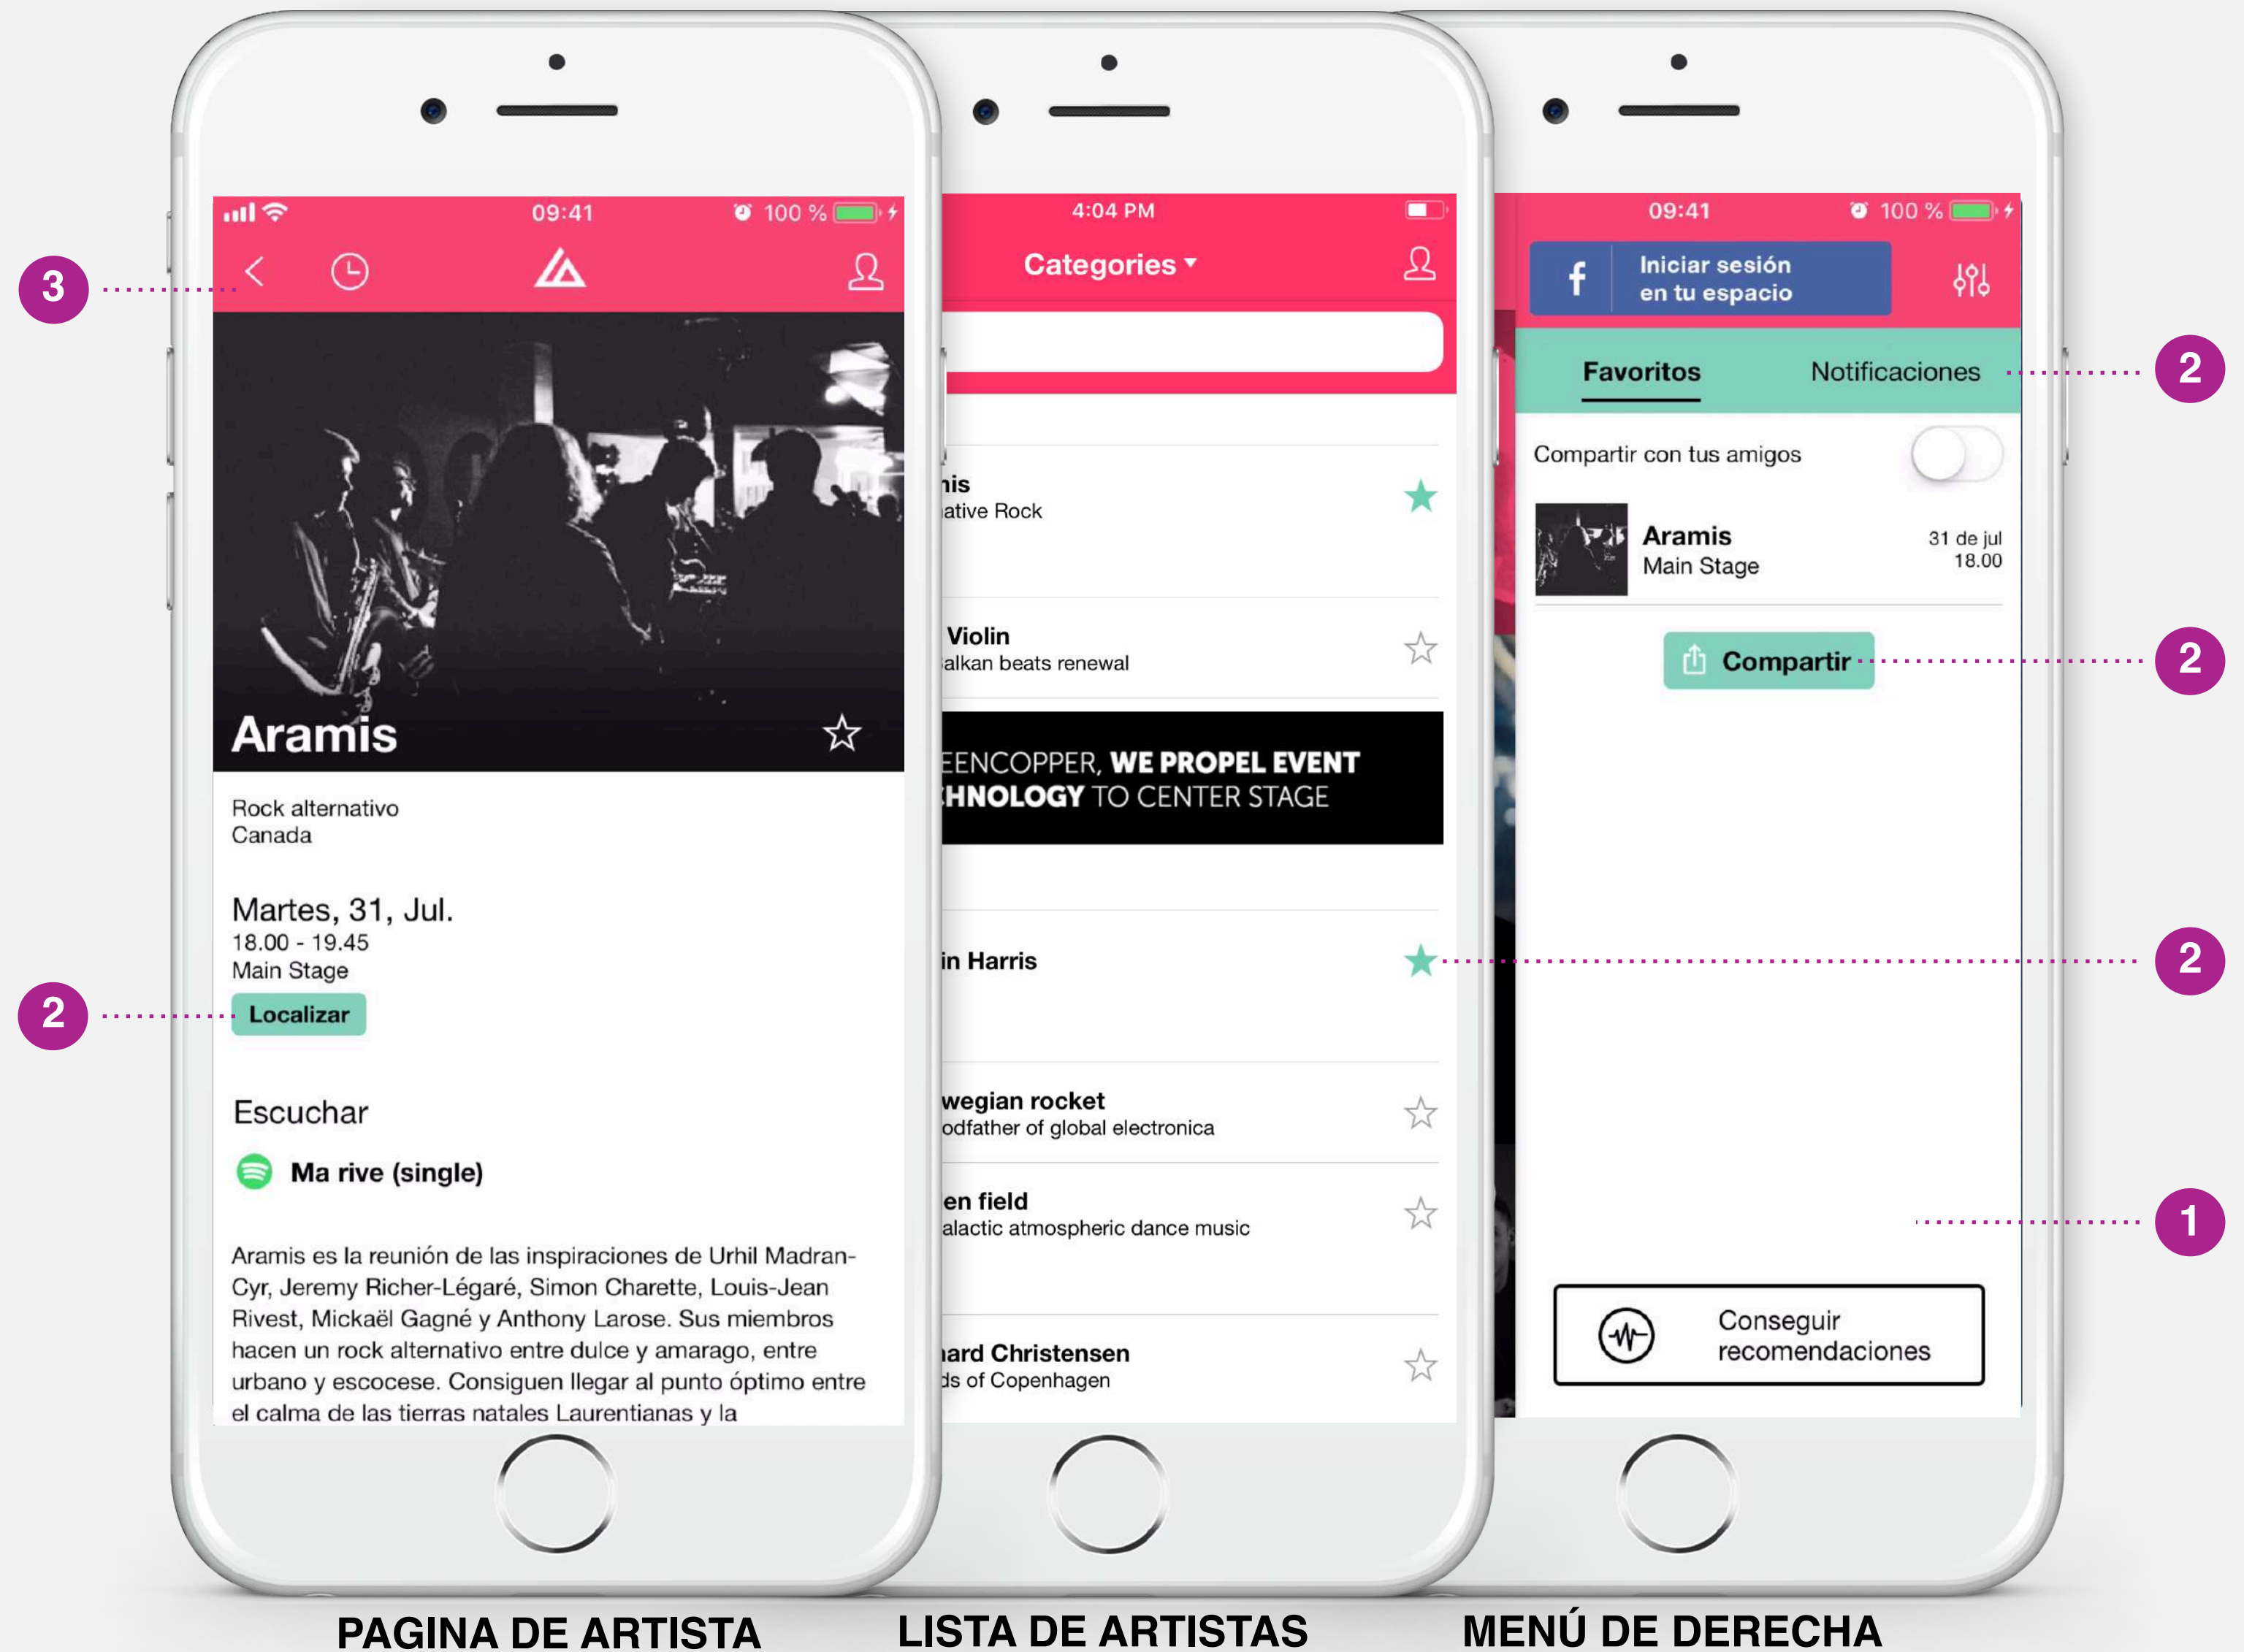 09:41
100 %
Aramis
Rock alternativo
Canada
Martes, 31, Jul.
18.00 - 19.45
Main Stage
Localizar
Escuchar
Ma rive (single)
Aramis es la reunión de las inspiraciones de Urhil Madran-
Cyr, Jeremy Richer-Légaré, Simon Charette, Louis-Jean
Rivest, Mickaël Gagné y Anthony Larose. Sus miembros
hacen un rock alternativo entre dulce y amarago, entre
urbano y escocese. Consiguen llegar al punto óptimo entre
el calma de las tierras natales Laurentianas y la
3
2
PAGINA DE ARTISTA
4:04 PM
Categories
nis
ative Rock
Violin
alkan beats renewal
EENCOPPER, WE PROPEL EVENT
HNOLOGY TO CENTER STAGE
in Harris
wegian rocket
odfather of global electronica
en field
alactic atmospheric dance music
ard Christensen
ds of Copenhagen
LISTA DE ARTISTAS
09:41
100 %
f
Iniciar sesión
en tu espacio
Favoritos
Notificaciones
Compartir con tus amigos
Aramis
31 de jul
Main Stage
18.00
Compartir
Conseguir
recomendaciones
2
2
2
1
MENÚ DE DERECHA